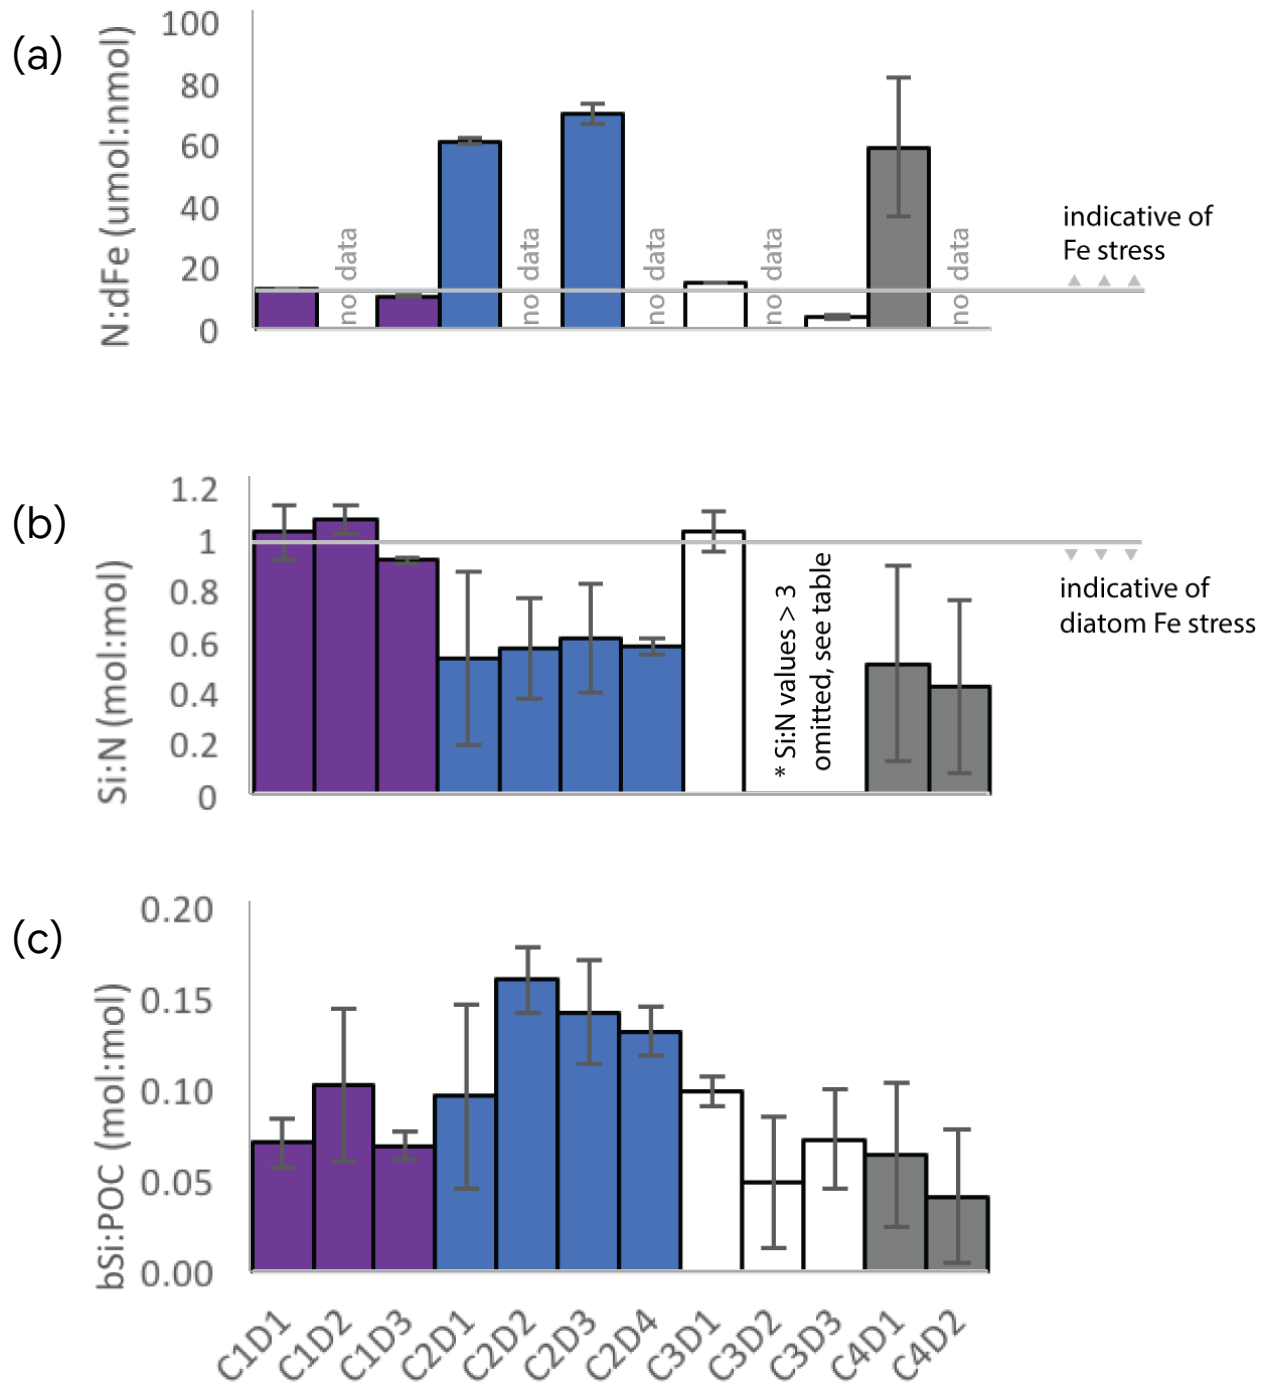 (a)
N:dFe (umol:nmol)
100
80
60
40
20
0
no data
no data
no data
no data
no data
indicative of
Fe stress
(b)
Si:N (mol:mol)
1.2
1
0.8
0.6
0.4
0.2
0
* Si:N values > 3
omitted, see table
indicative of
diatom Fe stress
(c)
bSi:POC (mol:mol)
0.20
0.15
0.10
0.05
0.00
C1D1
C1D2
C1D3
C2D1
C2D2
C2D3
C2D4
C3D1
C3D2
C3D3
C4D1
C4D2